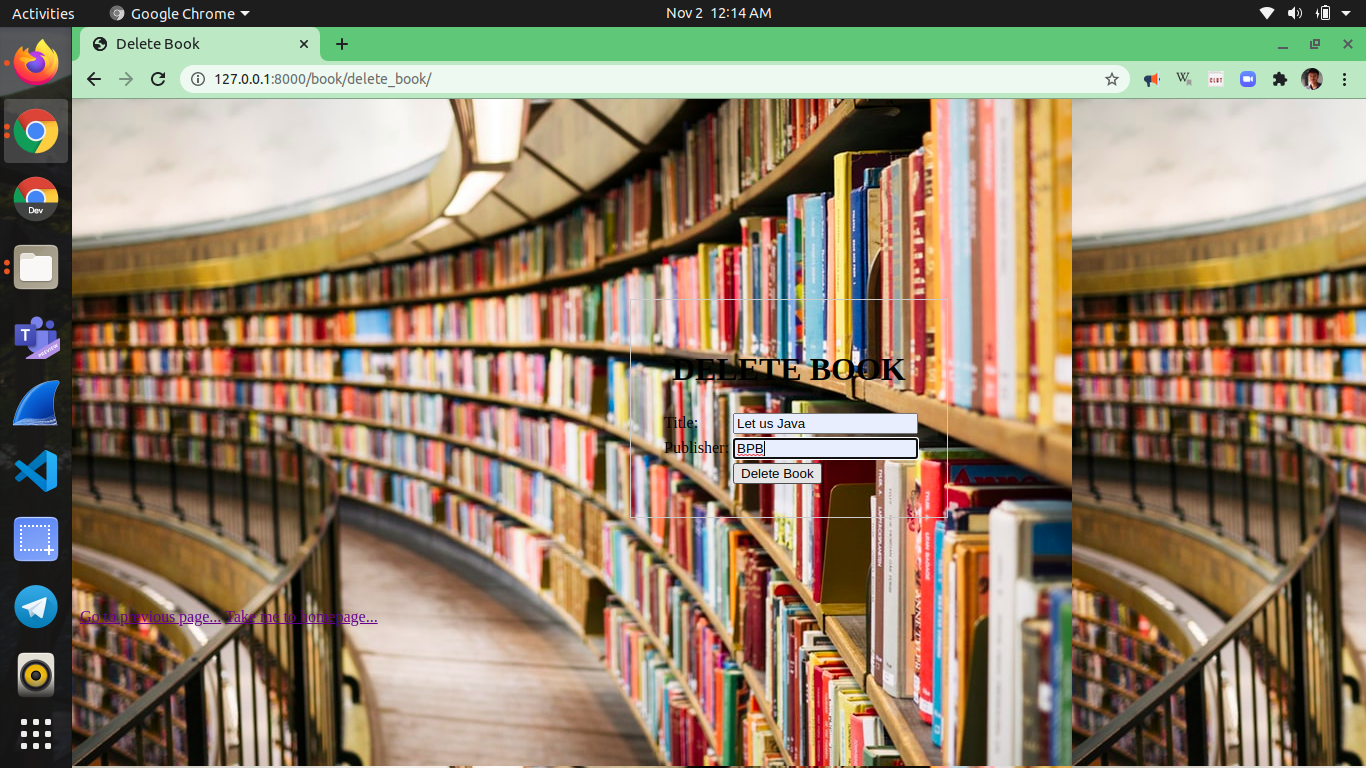 Activities Google Chrome Nov 2 12:14 AM
Delete Book
127.0.0.1:8000/book/delete_book/
Dev
DELETE BOOK
Title: Let us Java
Publisher: BPB
Delete Book
Go to previous page... Take me to homepage...